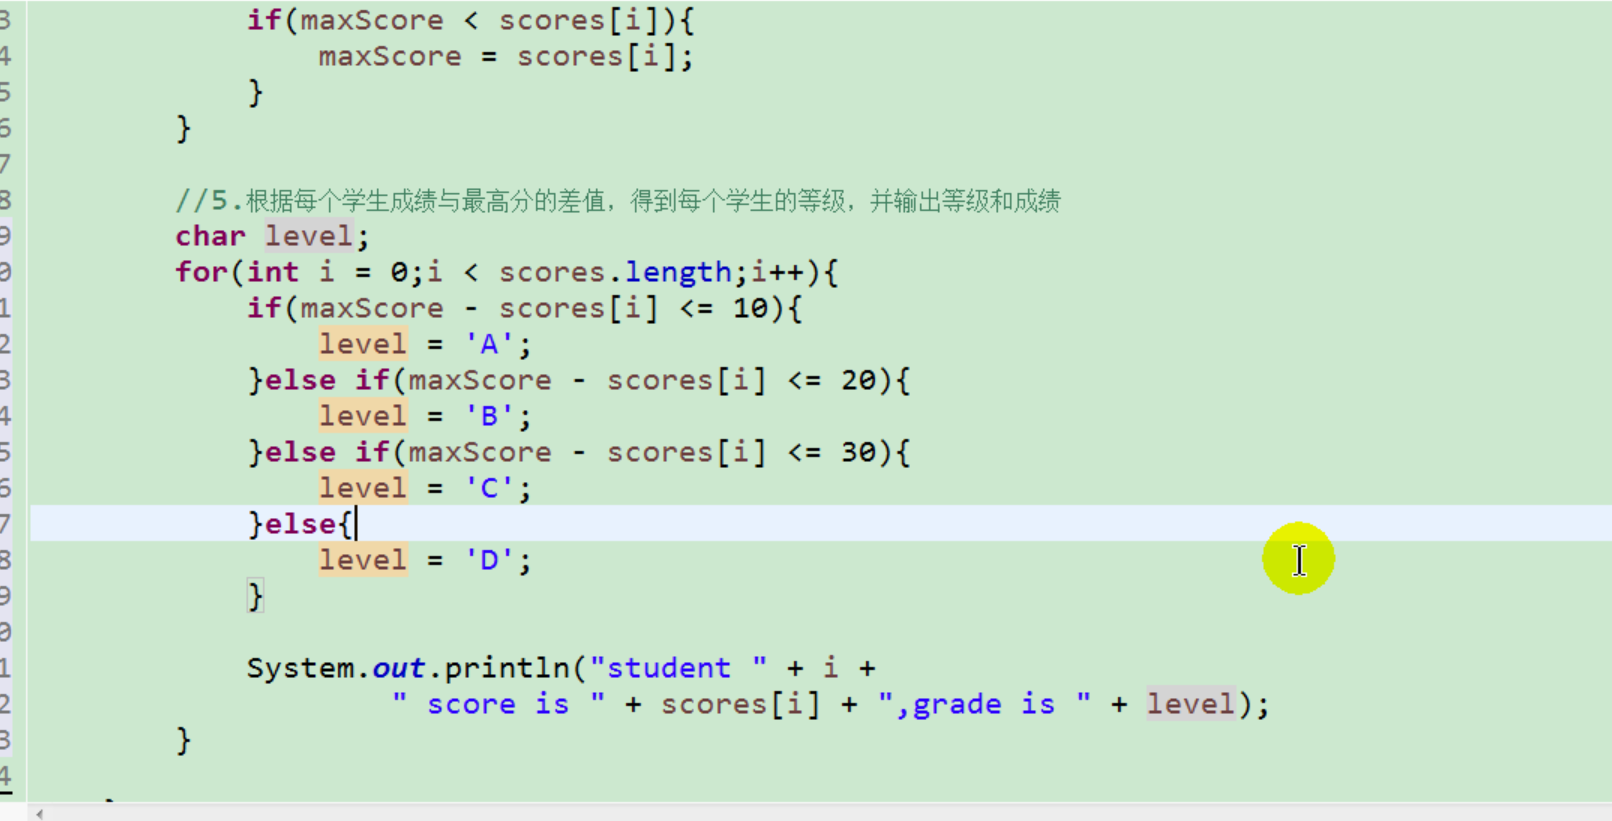 3 if(maxScore < scores[i]){
4 maxScore = scores[i];
5 }
6 }
7
8 //5.根据每个学生成绩与最高分的差值，得到每个学生的等级，并输出等级和成绩
9 char level;
0 for(int i = 0;i < scores.length;i++){
1 if(maxScore - scores[i] <= 10){
2 level = 'A';
3 }else if(maxScore - scores[i] <= 20){
4 level = 'B';
5 }else if(maxScore - scores[i] <= 30){
6 level = 'C';
7 }else{
8 level = 'D';
9 }
0
1 System.out.println("student " + i +
2 " score is " + scores[i] + ",grade is " + level);
3 }
4